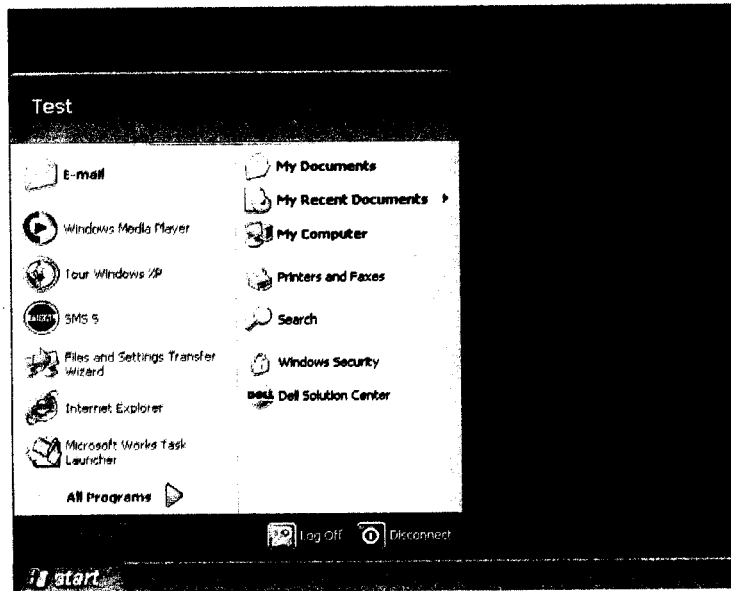 Test
E-mail
Windows Media Player
Tour Windows XP
SMS 5
Files and Settings Transfer
Wizard
Internet Explorer
Microsoft Works Task
Launcher
All Programs
My Documents
My Recent Documents
My Computer
Printers and Faxes
Search
Windows Security
DELL Dell Solution Center
Log Off
Disconnect
start